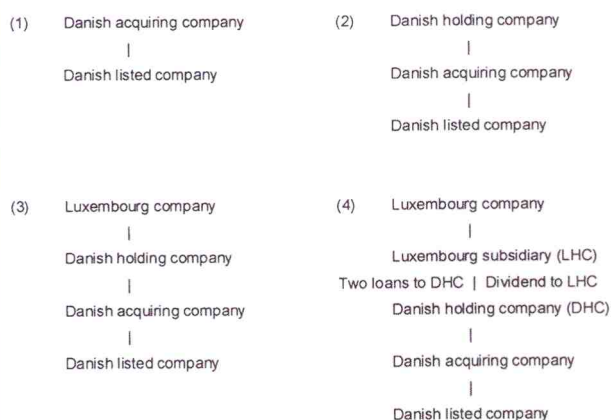 (1) Danish acquiring company
|
Danish listed company
(2) Danish holding company
|
Danish acquiring company
|
Danish listed company
(3) Luxembourg company
|
Danish holding company
|
Danish acquiring company
|
Danish listed company
(4) Luxembourg company
|
Luxembourg subsidiary (LHC)
Two loans to DHC | Dividend to LHC
Danish holding company (DHC)
|
Danish acquiring company
|
Danish listed company